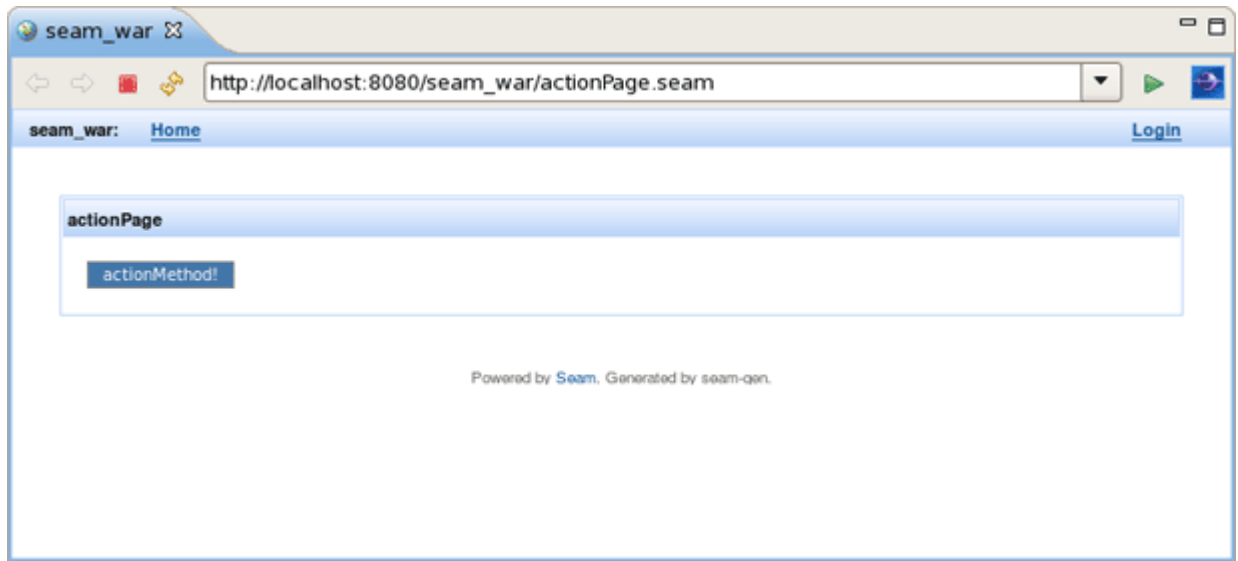 seam_war
http://localhost:8080/seam_war/actionPage.seam
seam_war: Home Login
actionPage
actionMethod!
Powered by Seam. Generated by seam-gen.